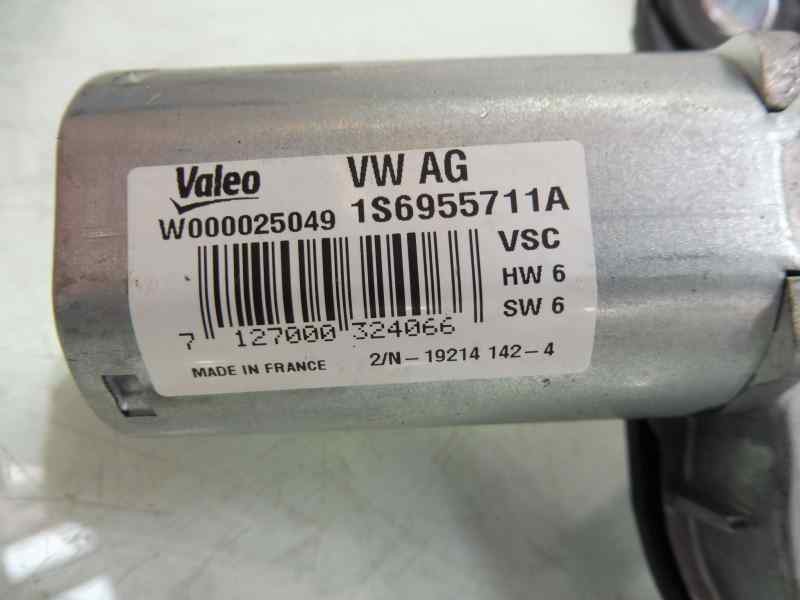 Valeo VW AG
W000025049 1S6955711A
VSC
HW 6
SW 6
7 127000 324066
MADE IN FRANCE 2/N-19214 142-4